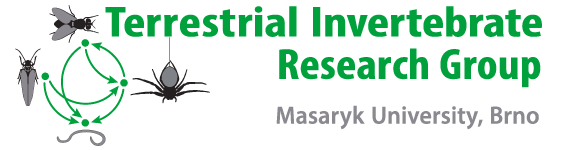 Terrestrial Invertebrate
Research Group
Masaryk University, Brno